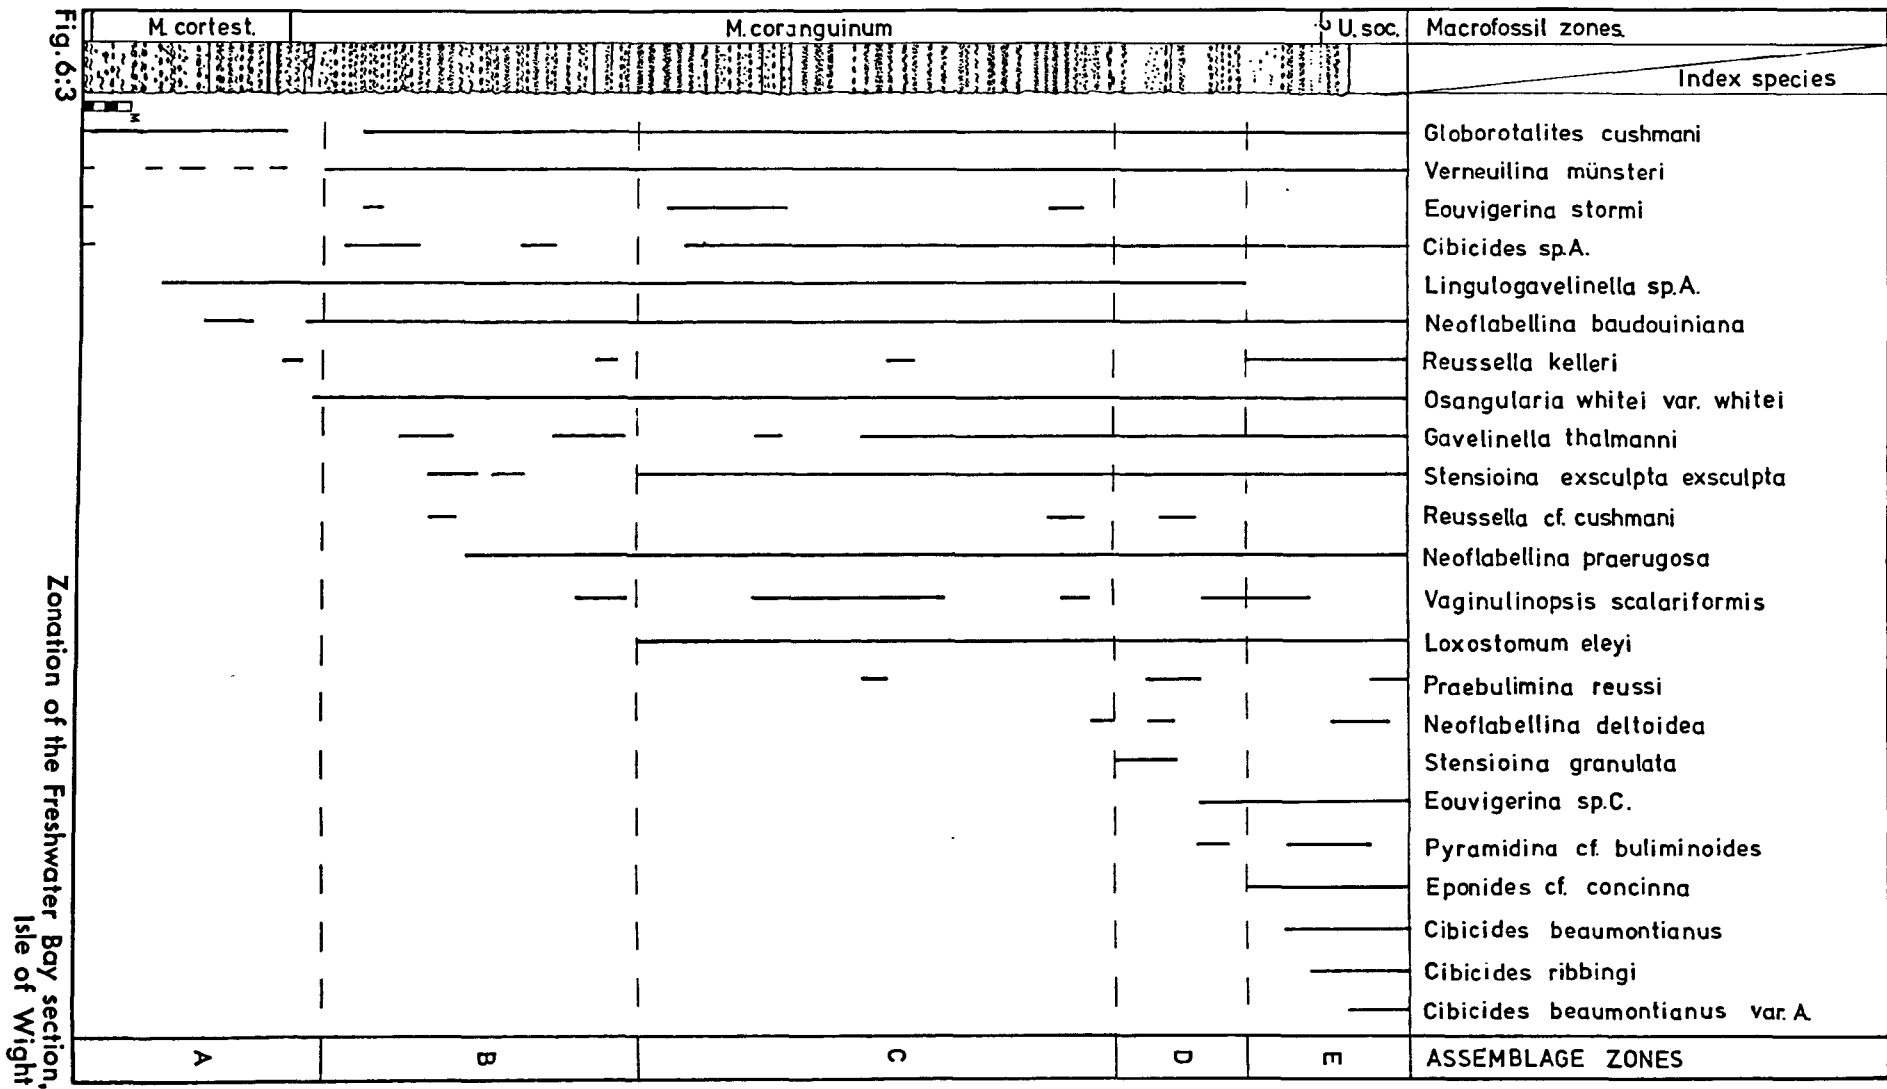 Fig. 6:3
M. cortest.
M. coranguinum
? U. soc.
Macrofossil zones.
Index species
M
Globorotalites cushmani
Verneuilina münsteri
Eouvigerina stormi
Cibicides sp.A.
Lingulogavelinella sp.A.
Neoflabellina baudouiniana
Reussella kelleri
Osangularia whitei var. whitei
Gavelinella thalmanni
Stensioina exsculpta exsculpta
Reussella cf. cushmani
Neoflabellina praerugosa
Vaginulinopsis scalariformis
Loxostomum eleyi
Praebulimina reussi
Neoflabellina deltoidea
Stensioina granulata
Eouvigerina sp.C.
Pyramidina cf. buliminoides
Eponides cf. concinna
Cibicides beaumontianus
Cibicides ribbingi
Cibicides beaumontianus var. A.
A
B
C
D
E
ASSEMBLAGE ZONES
Zonation of the Freshwater Bay section,
Isle of Wight